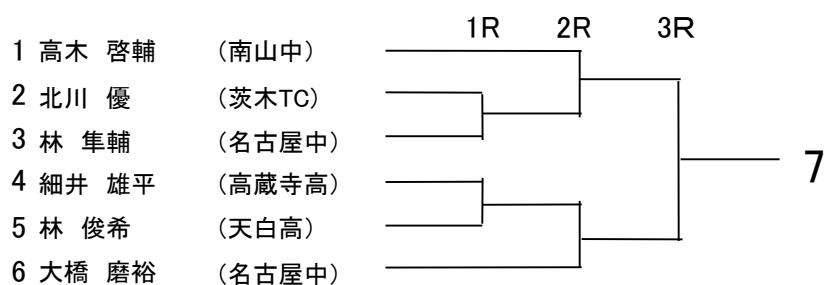 1R 2R 3R
1 高木 啓輔 (南山中)
2 北川 優 (茨木TC)
3 林 隼輔 (名古屋中)
4 細井 雄平 (高蔵寺高)
5 林 俊希 (天白高)
6 大橋 磨裕 (名古屋中)
7